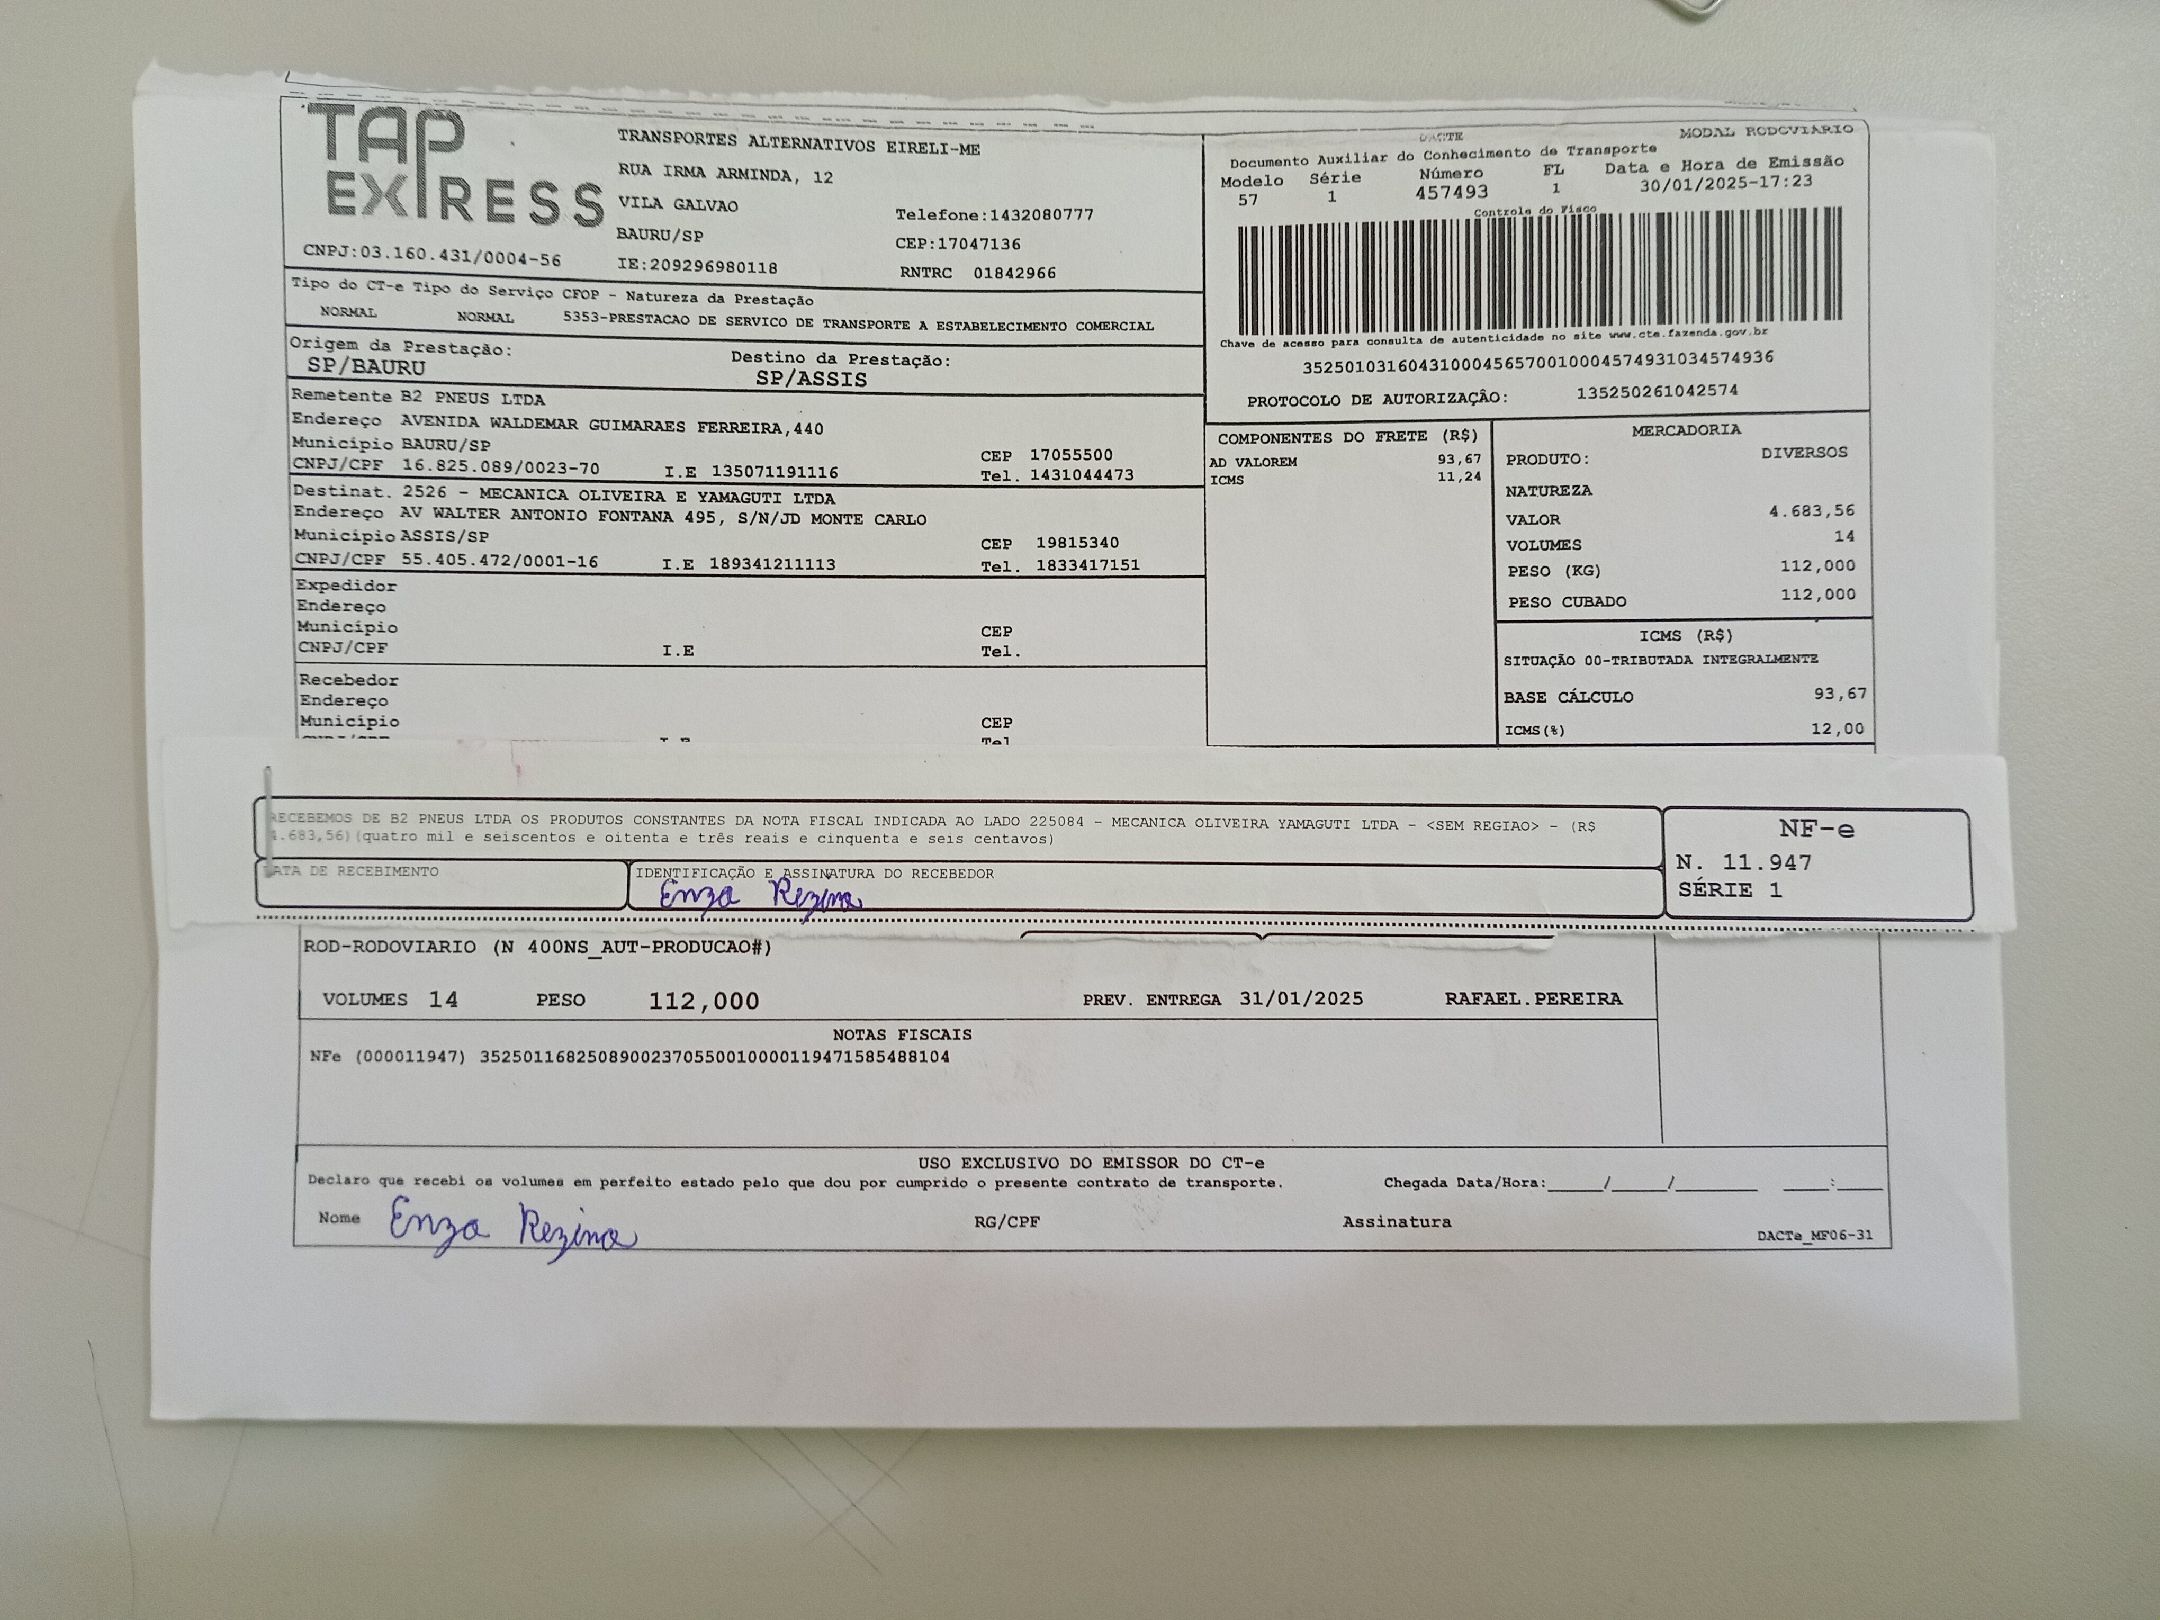 TAP
EXPRESS
CNPJ:03.160.431/0004-56
TRANSPORTES ALTERNATIVOS EIRELI-ME
RUA IRMA ARMINDA, 12
VILA GALVAO
BAURU/SP
IE:209296980118
Telefone:1432080777
CEP:17047136
RNTRC 01842966
DACTE MODAL RODOVIARIO
Documento Auxiliar do Conhecimento de Transporte
Modelo Série Número FL Data e Hora de Emissão
57 1 457493 1 30/01/2025-17:23
Controle do Fisco
Chave de acesso para consulta de autenticidade no site www.cte.fazenda.gov.br
35250103160431000456570010004574931034574936
PROTOCOLO DE AUTORIZAÇÃO: 135250261042574
Tipo do CT-e Tipo do Serviço CFOP - Natureza da Prestação
NORMAL NORMAL 5353-PRESTACAO DE SERVICO DE TRANSPORTE A ESTABELECIMENTO COMERCIAL
Origem da Prestação: Destino da Prestação:
SP/BAURU SP/ASSIS
Remetente B2 PNEUS LTDA
Endereço AVENIDA WALDEMAR GUIMARAES FERREIRA,440
Município BAURU/SP CEP 17055500
CNPJ/CPF 16.825.089/0023-70 I.E 135071191116 Tel. 1431044473
Destinat. 2526 - MECANICA OLIVEIRA E YAMAGUTI LTDA
Endereço AV WALTER ANTONIO FONTANA 495, S/N/JD MONTE CARLO
Município ASSIS/SP CEP 19815340
CNPJ/CPF 55.405.472/0001-16 I.E 189341211113 Tel. 1833417151
Expedidor
Endereço
Município CEP
CNPJ/CPF I.E Tel.
Recebedor
Endereço
Município CEP
COMPONENTES DO FRETE (R$)
AD VALOREM 93,67
ICMS 11,24
MERCADORIA
PRODUTO: DIVERSOS
NATUREZA
VALOR 4.683,56
VOLUMES 14
PESO (KG) 112,000
PESO CUBADO 112,000
ICMS (R$)
SITUAÇÃO 00-TRIBUTADA INTEGRALMENTE
BASE CÁLCULO 93,67
ICMS(%) 12,00
RECEBEMOS DE B2 PNEUS LTDA OS PRODUTOS CONSTANTES DA NOTA FISCAL INDICADA AO LADO 225084 - MECANICA OLIVEIRA YAMAGUTI LTDA - <SEM REGIAO> - (R$
4.683,56)(quatro mil e seiscentos e oitenta e três reais e cinquenta e seis centavos)
DATA DE RECEBIMENTO IDENTIFICAÇÃO E ASSINATURA DO RECEBEDOR
Enza Rezina
NF-e
N. 11.947
SÉRIE 1
ROD-RODOVIARIO (N 400NS_AUT-PRODUCAO#)
VOLUMES 14 PESO 112,000 PREV. ENTREGA 31/01/2025 RAFAEL.PEREIRA
NOTAS FISCAIS
NFe (000011947) 35250116825089002370550010000119471585488104
USO EXCLUSIVO DO EMISSOR DO CT-e
Declaro que recebi os volumes em perfeito estado pelo que dou por cumprido o presente contrato de transporte. Chegada Data/Hora:____/____/______ ____:____
Nome Enza Rezina RG/CPF Assinatura
DACTe_MF06-31